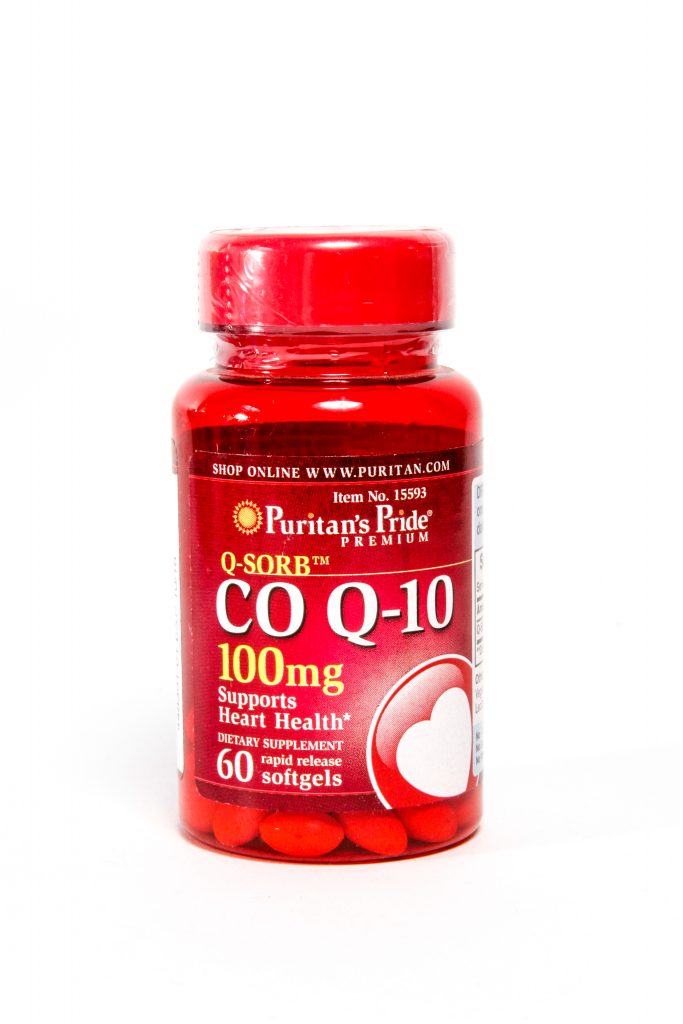 SHOP ONLINE WWW.PURITAN.COM
Item No. 15593
Puritan's Pride®
PREMIUM
Q-SORB™
CO Q-10
100mg
Supports
Heart Health*
DIETARY SUPPLEMENT
60 rapid release
softgels